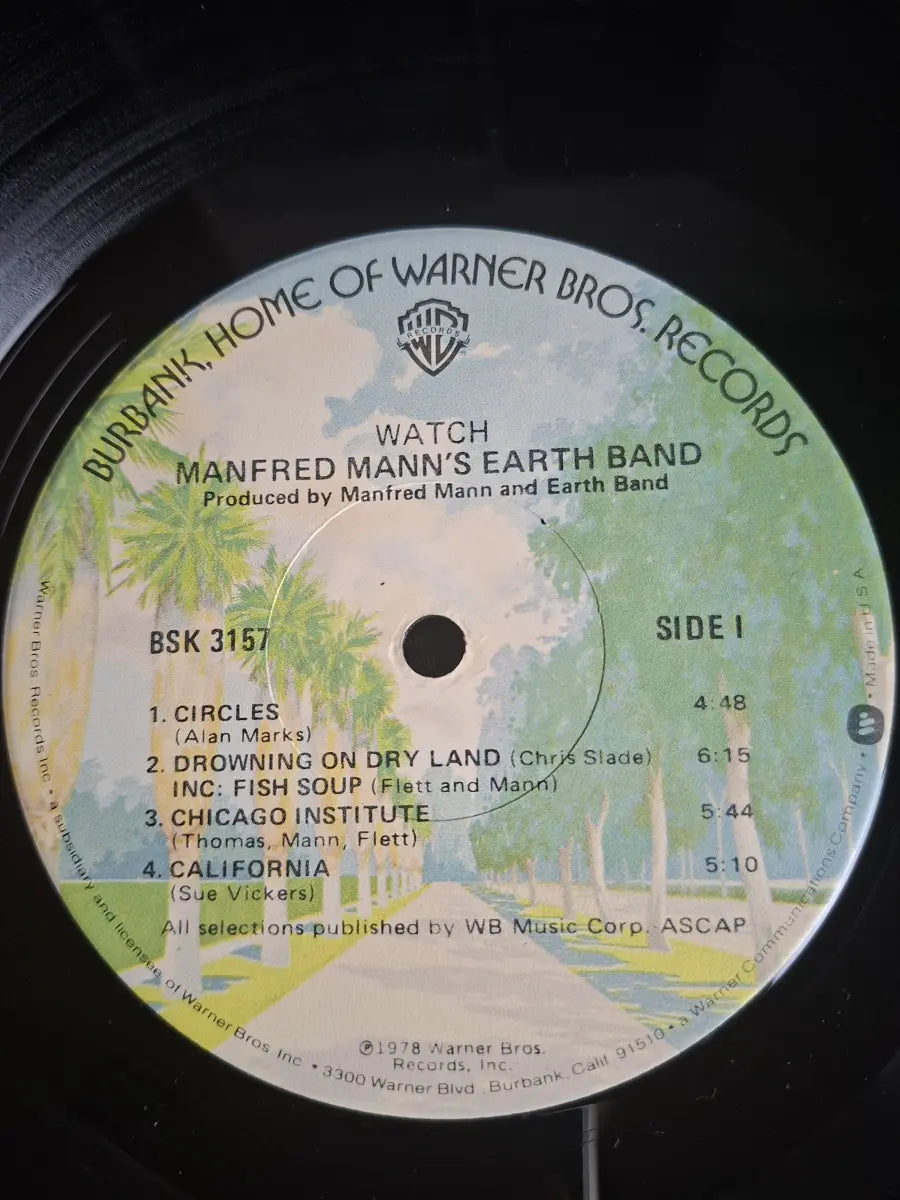 BURBANK, HOME OF WARNER BROS. RECORDS
RECORDS
WATCH
MANFRED MANN'S EARTH BAND
Produced by Manfred Mann and Earth Band
BSK 3157
SIDE I
1. CIRCLES 4:48
(Alan Marks)
2. DROWNING ON DRY LAND (Chris Slade) 6:15
INC: FISH SOUP (Flett and Mann)
3. CHICAGO INSTITUTE 5:44
(Thomas, Mann, Flett)
4. CALIFORNIA 5:10
(Sue Vickers)
All selections published by WB Music Corp.-ASCAP
℗1978 Warner Bros.
Records, Inc.
Warner Bros Records Inc • a subsidiary and licensee of Warner Bros Inc • 3300 Warner Blvd., Burbank, Calif 91510 • a Warner Communications Company • Made in U S A